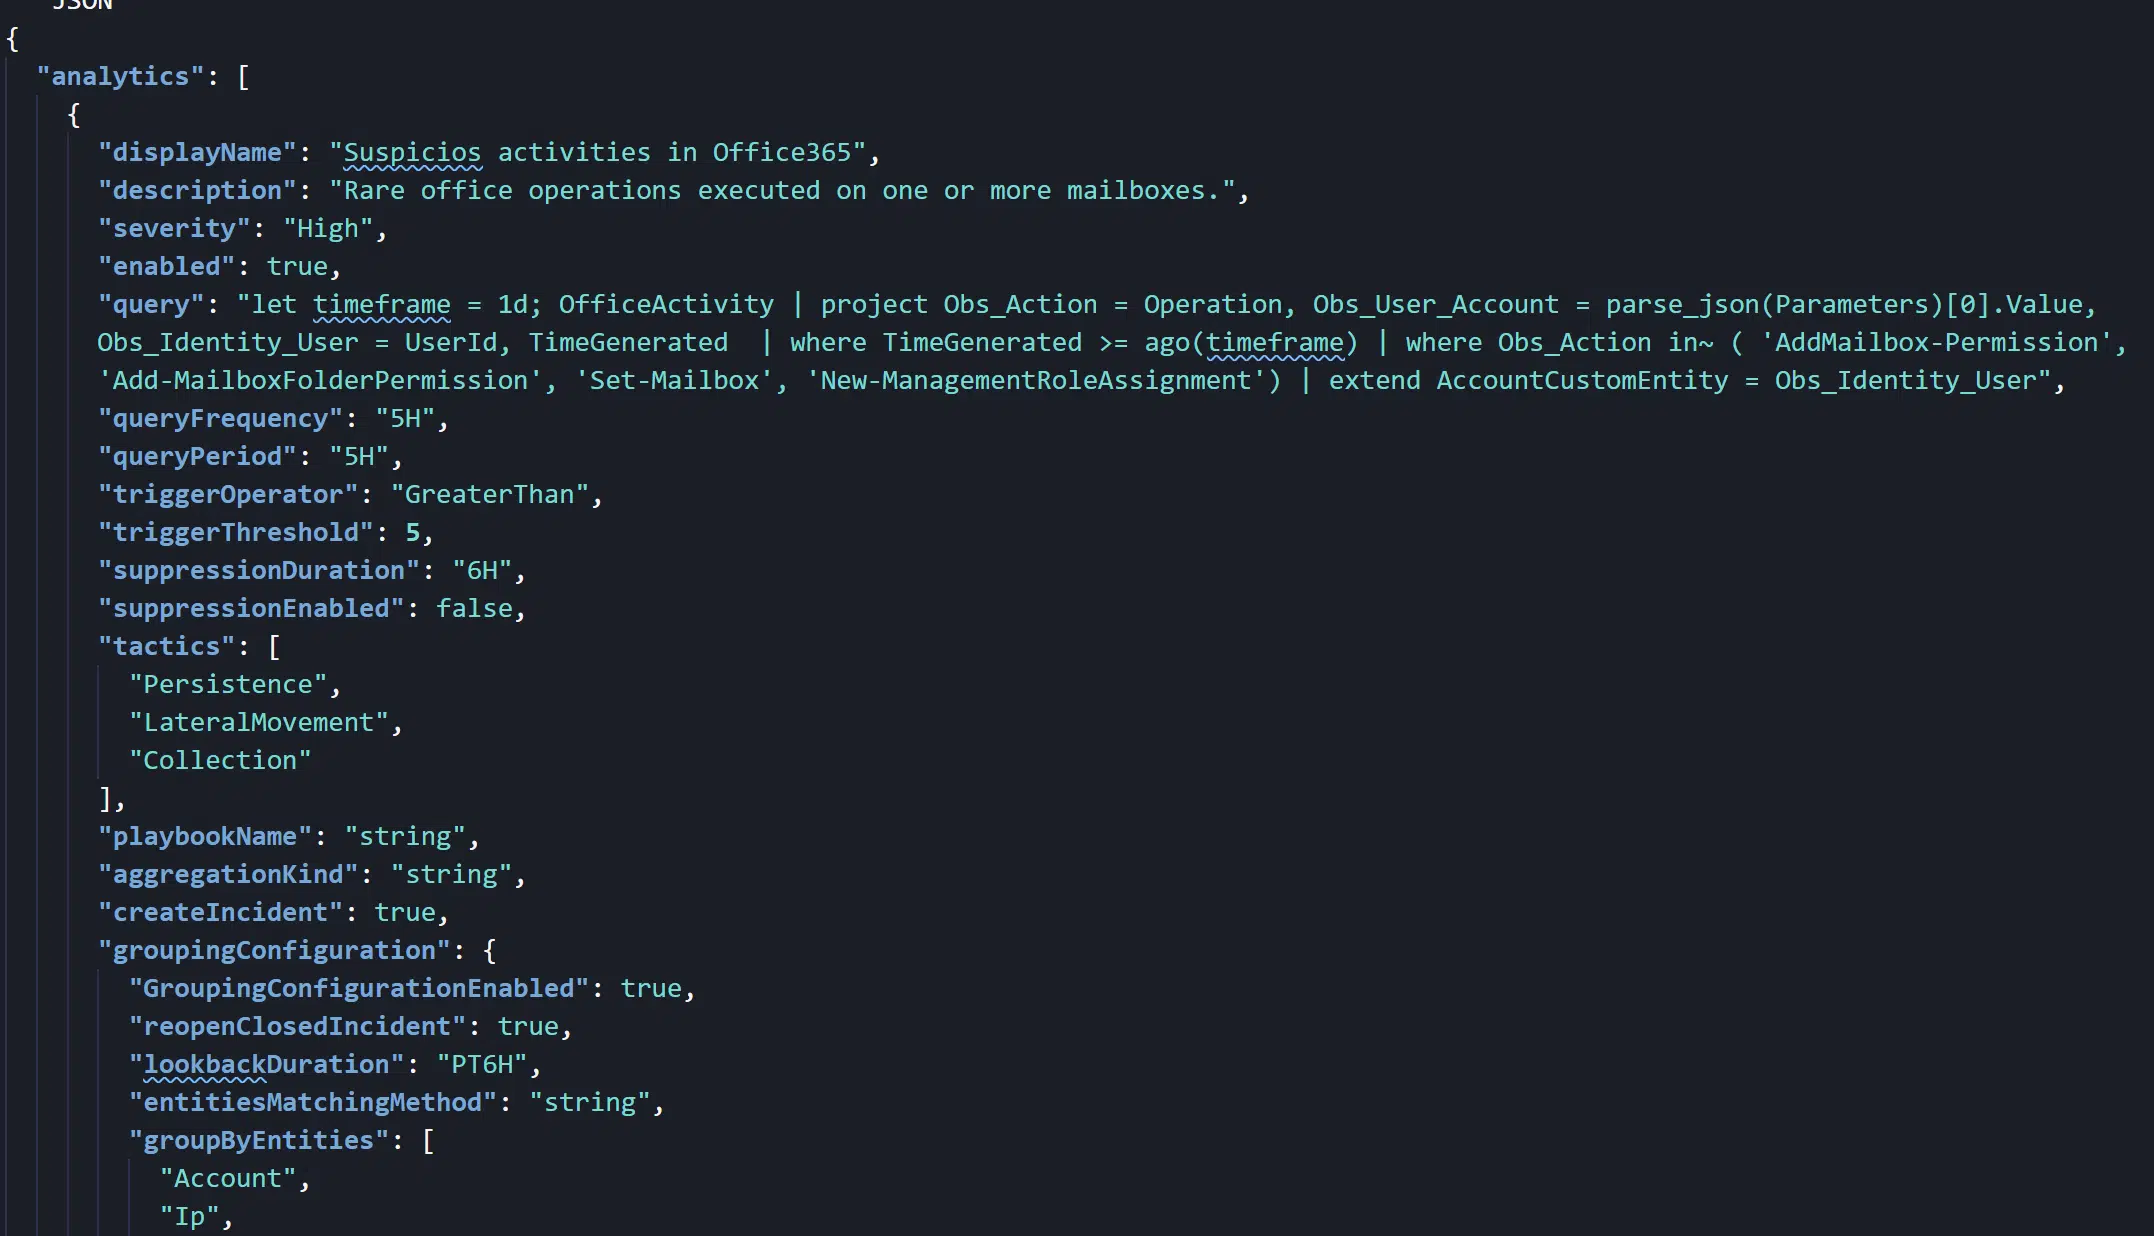 JSON
{
"analytics": [
{
"displayName": "Suspicios activities in Office365",
"description": "Rare office operations executed on one or more mailboxes.",
"severity": "High",
"enabled": true,
"query": "let timeframe = 1d; OfficeActivity | project Obs_Action = Operation, Obs_User_Account = parse_json(Parameters)[0].Value,
Obs_Identity_User = UserId, TimeGenerated  | where TimeGenerated >= ago(timeframe) | where Obs_Action in~ ( 'AddMailbox-Permission',
'Add-MailboxFolderPermission', 'Set-Mailbox', 'New-ManagementRoleAssignment') | extend AccountCustomEntity = Obs_Identity_User",
"queryFrequency": "5H",
"queryPeriod": "5H",
"triggerOperator": "GreaterThan",
"triggerThreshold": 5,
"suppressionDuration": "6H",
"suppressionEnabled": false,
"tactics": [
"Persistence",
"LateralMovement",
"Collection"
],
"playbookName": "string",
"aggregationKind": "string",
"createIncident": true,
"groupingConfiguration": {
"GroupingConfigurationEnabled": true,
"reopenClosedIncident": true,
"lookbackDuration": "PT6H",
"entitiesMatchingMethod": "string",
"groupByEntities": [
"Account",
"Ip",